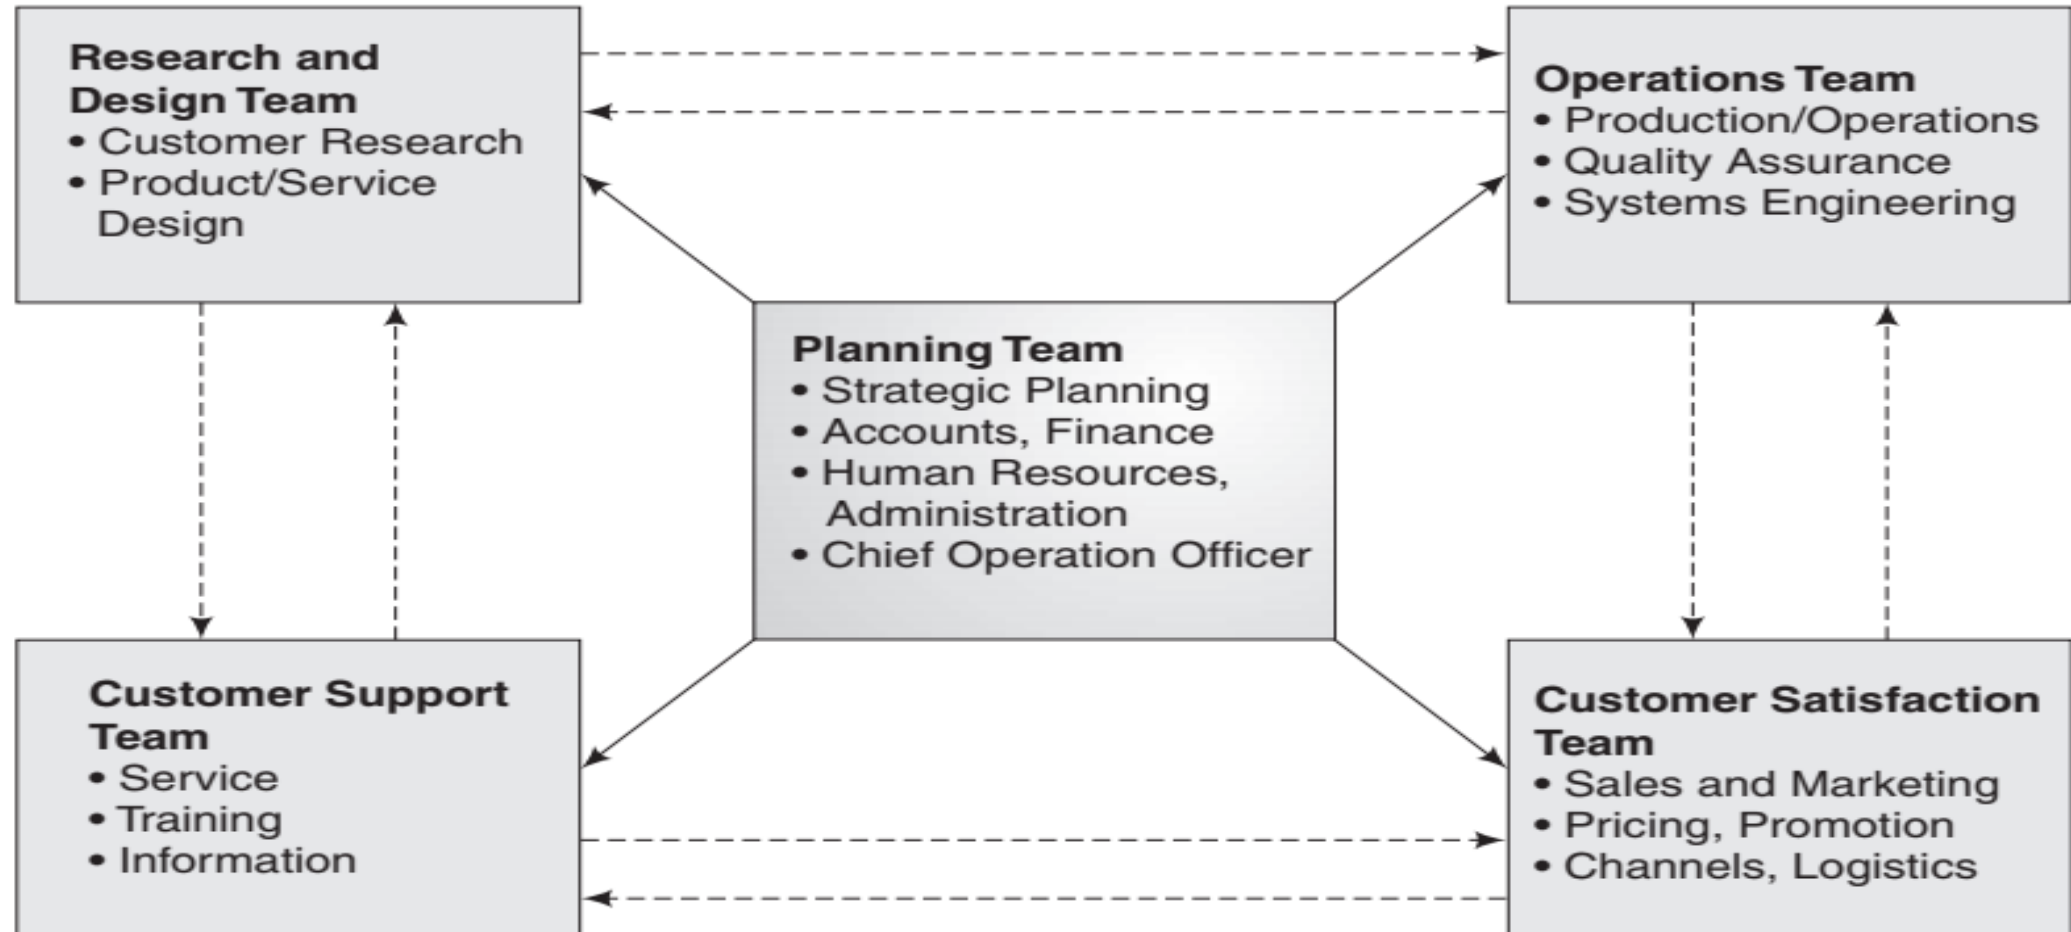 Research and
Design Team
• Customer Research
• Product/Service
Design
Operations Team
• Production/Operations
• Quality Assurance
• Systems Engineering
Planning Team
• Strategic Planning
• Accounts, Finance
• Human Resources,
Administration
• Chief Operation Officer
Customer Support
Team
• Service
• Training
• Information
Customer Satisfaction
Team
• Sales and Marketing
• Pricing, Promotion
• Channels, Logistics